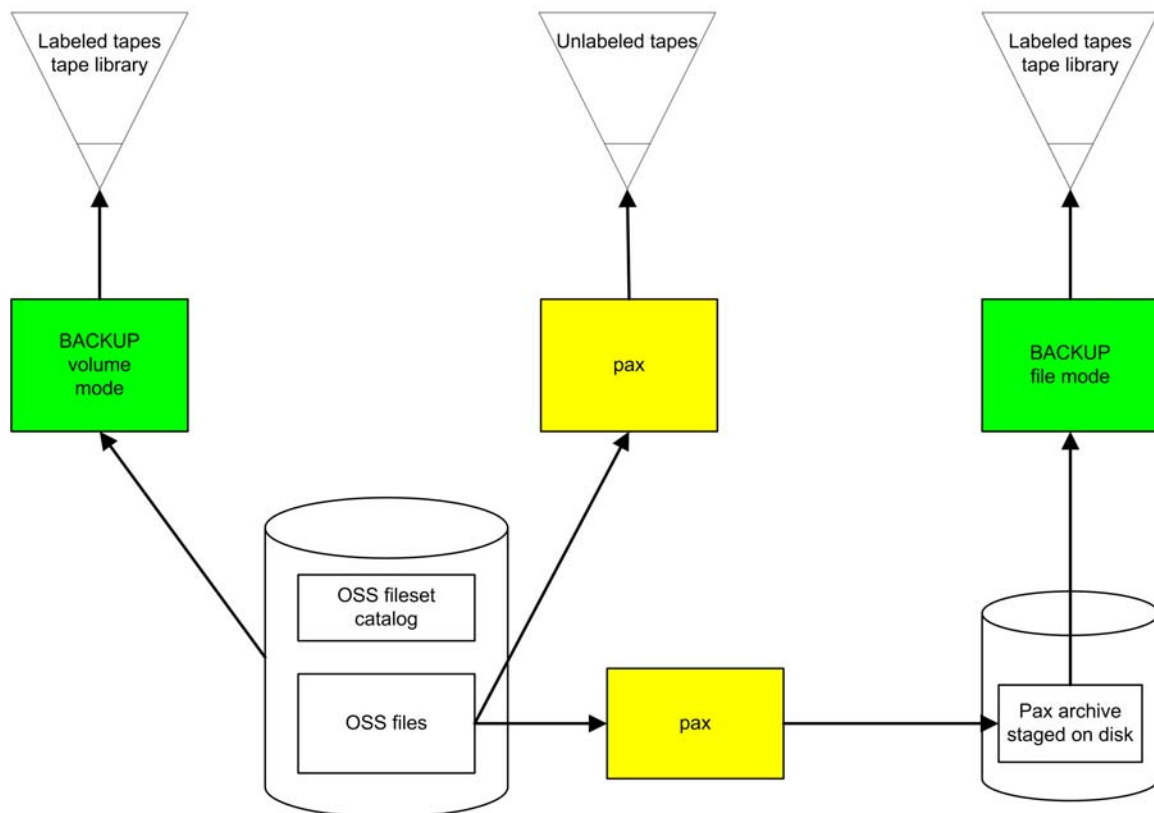 Labeled tapes
tape library
Unlabeled tapes
Labeled tapes
tape library
BACKUP
volume
mode
pax
BACKUP
file mode
OSS fileset
catalog
OSS files
pax
Pax archive
staged on disk